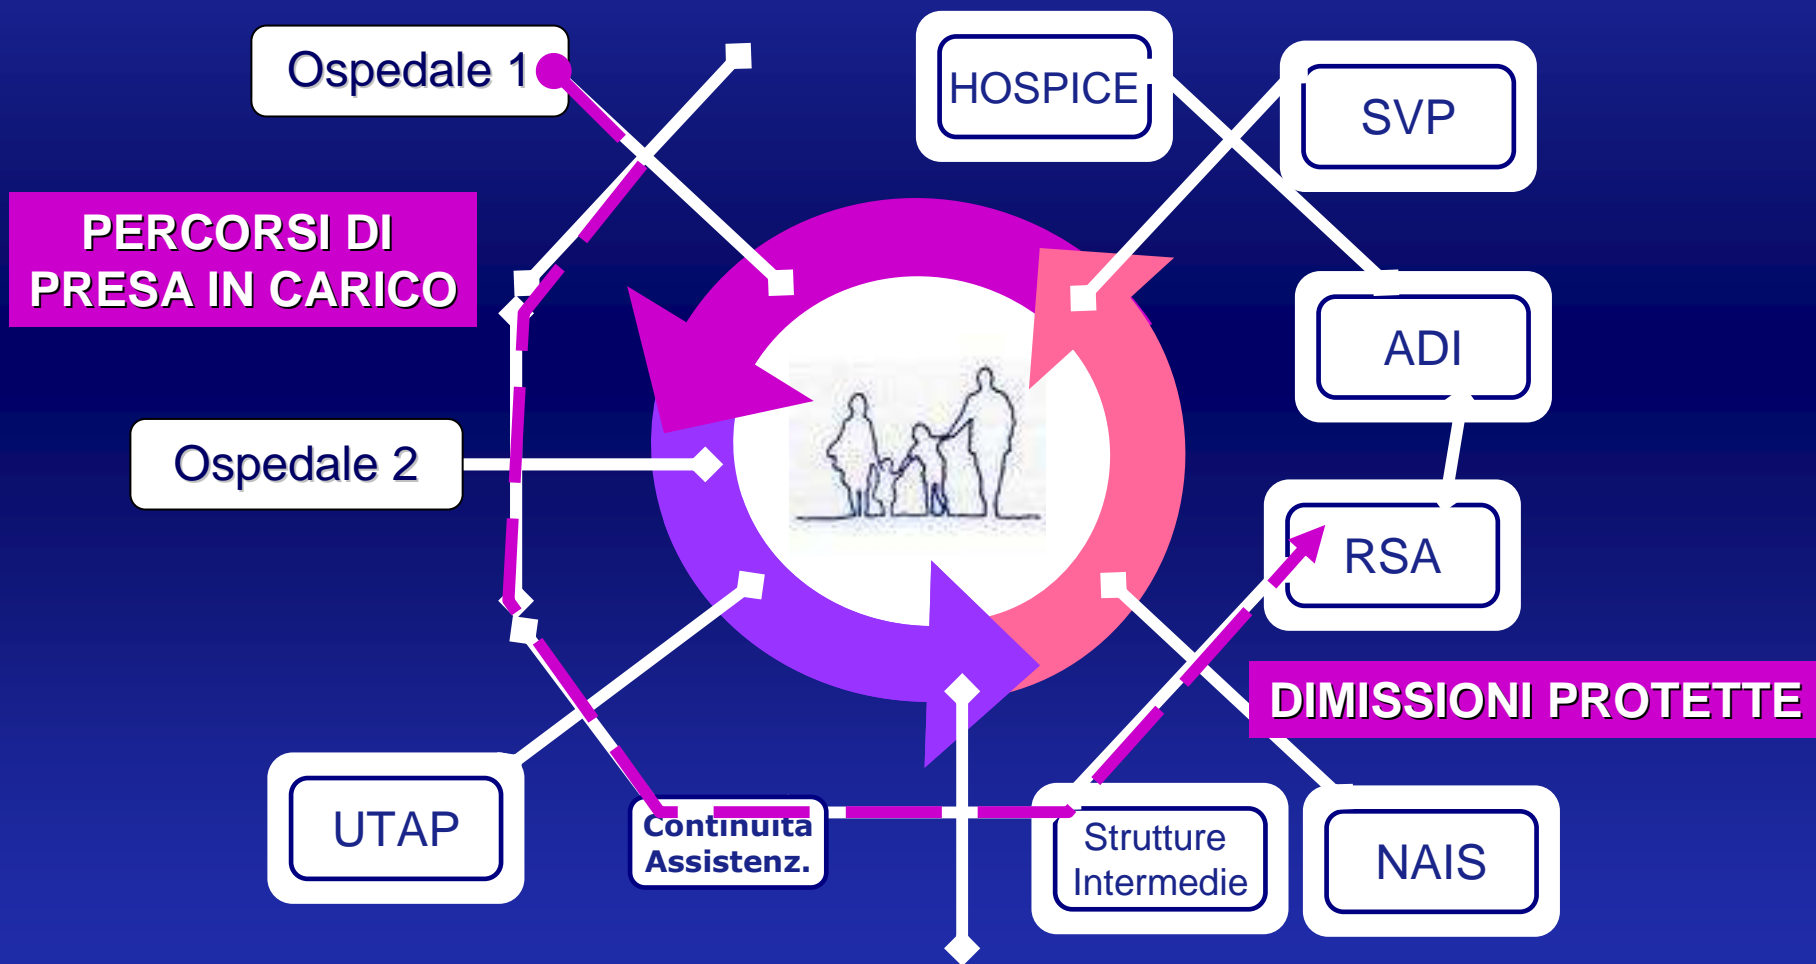 Ospedale 1
HOSPICE
SVP
PERCORSI DI
PRESA IN CARICO
ADI
Ospedale 2
RSA
DIMISSIONI PROTETTE
UTAP
Continuità
Assistenz.
Strutture
Intermedie
NAIS